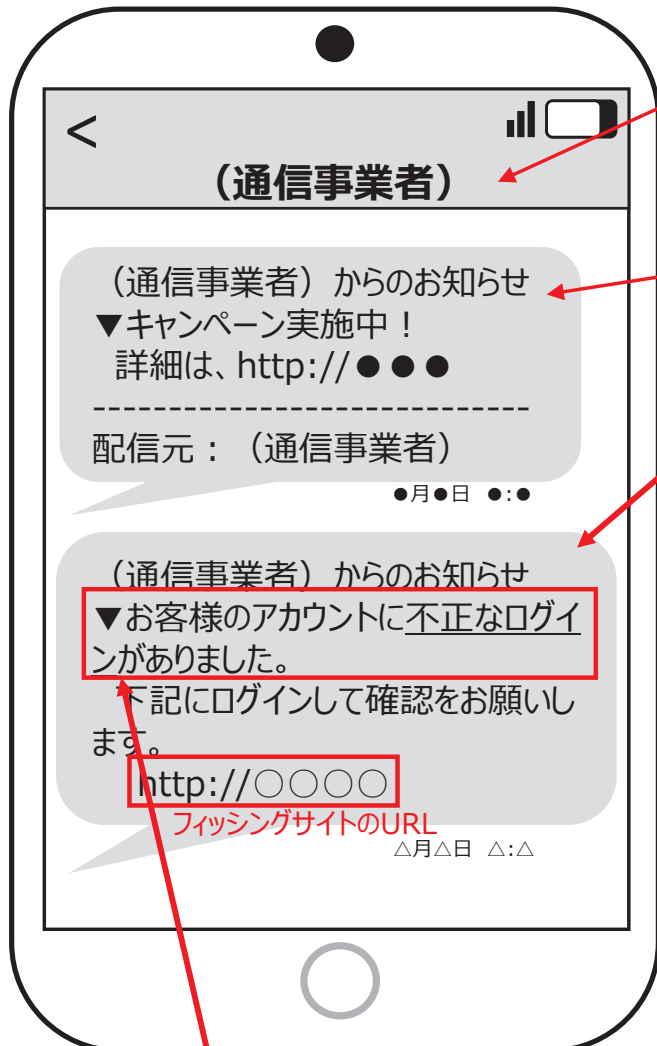 <
（通信事業者）
（通信事業者）からのお知らせ
▼キャンペーン実施中！
詳細は、http://●●●
-----------------------------
配信元：（通信事業者）
●月●日 ●:●
（通信事業者）からのお知らせ
▼お客様のアカウントに不正なログイ
ンがありました。
下記にログインして確認をお願いし
ます。
http://○○○○
フィッシングサイトのURL
△月△日 △:△